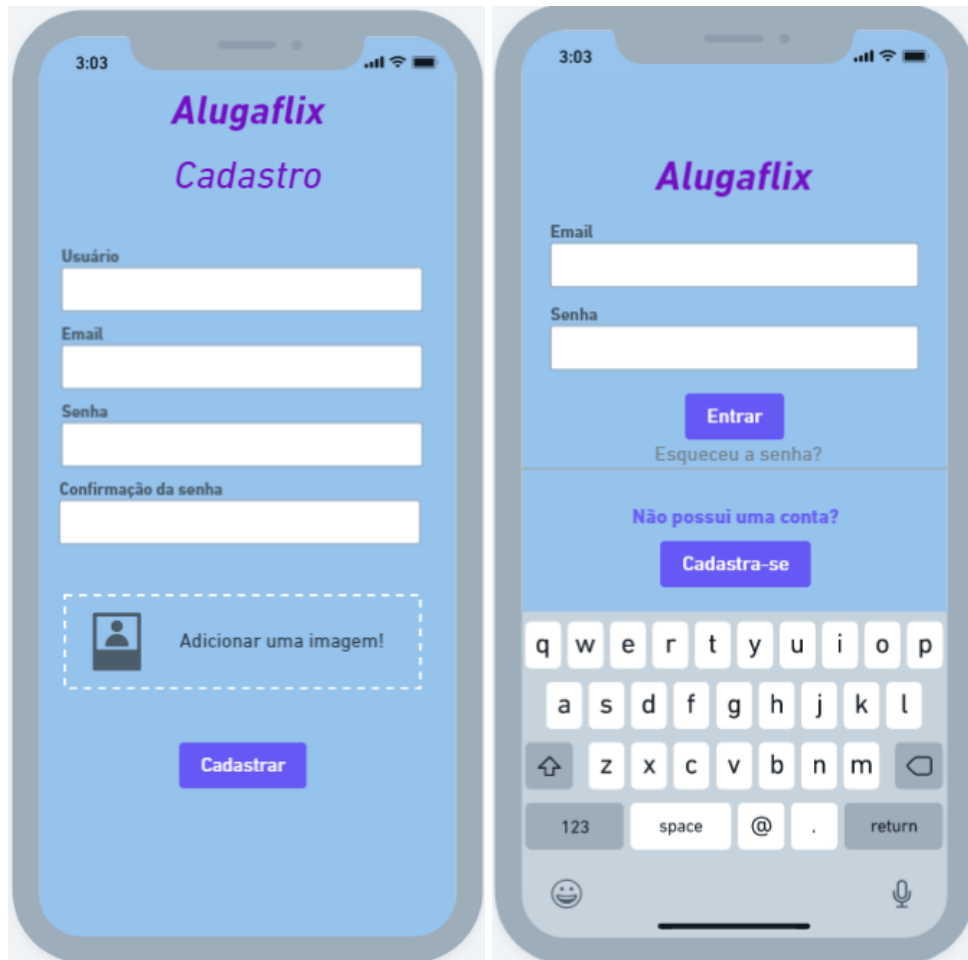 3:03
Alugaflix
Cadastro
Usuário
Email
Senha
Confirmação da senha
Adicionar uma imagem!
Cadastrar
3:03
Alugaflix
Email
Senha
Entrar
Esqueceu a senha?
Não possui uma conta?
Cadastra-se
q w e r t y u i o p
a s d f g h j k l
z x c v b n m
123 space @ . return